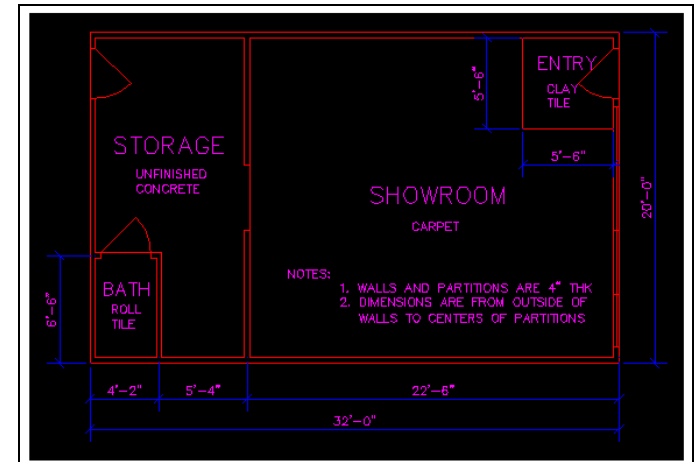 ENTRY
CLAY
TILE
5'-6"
5'-6"
STORAGE
UNFINISHED
CONCRETE
SHOWROOM
CARPET
20'-0"
NOTES:
1. WALLS AND PARTITIONS ARE 4" THK
2. DIMENSIONS ARE FROM OUTSIDE OF
WALLS TO CENTERS OF PARTITIONS
BATH
ROLL
TILE
6'-6"
4'-2"
5'-4"
22'-6"
32'-0"